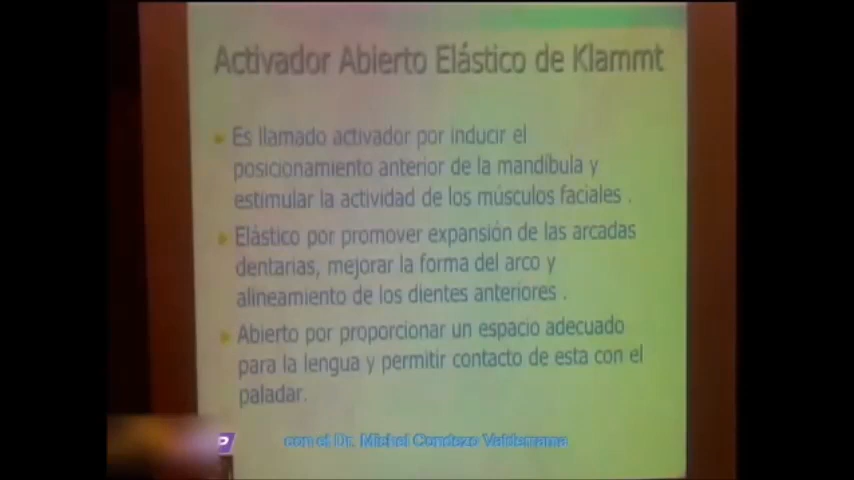 Activador Abierto Elástico de Klammt
Es llamado activador por inducir el
posicionamiento anterior de la mandíbula y
estimular la actividad de los músculos faciales .
Elástico por promover expansión de las arcadas
dentarias, mejorar la forma del arco y
alineamiento de los dientes anteriores .
Abierto por proporcionar un espacio adecuado
para la lengua y permitir contacto de esta con el
paladar.
P
con el Dr. Michel Condezo Valderrama